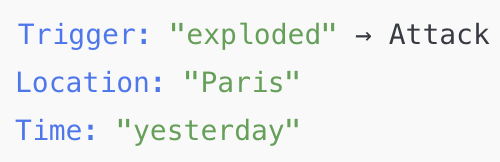 Trigger: "exploded" → Attack
Location: "Paris"
Time: "yesterday"